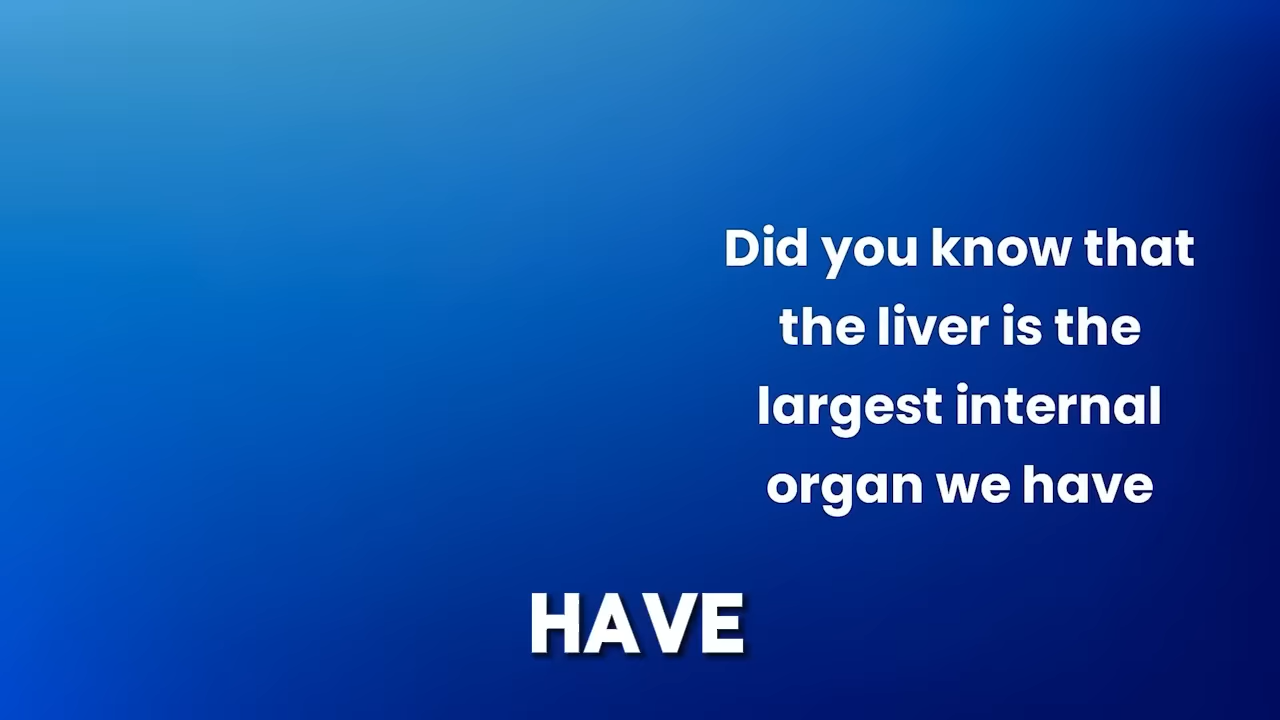 Did you know that
the liver is the
largest internal
organ we have
HAVE